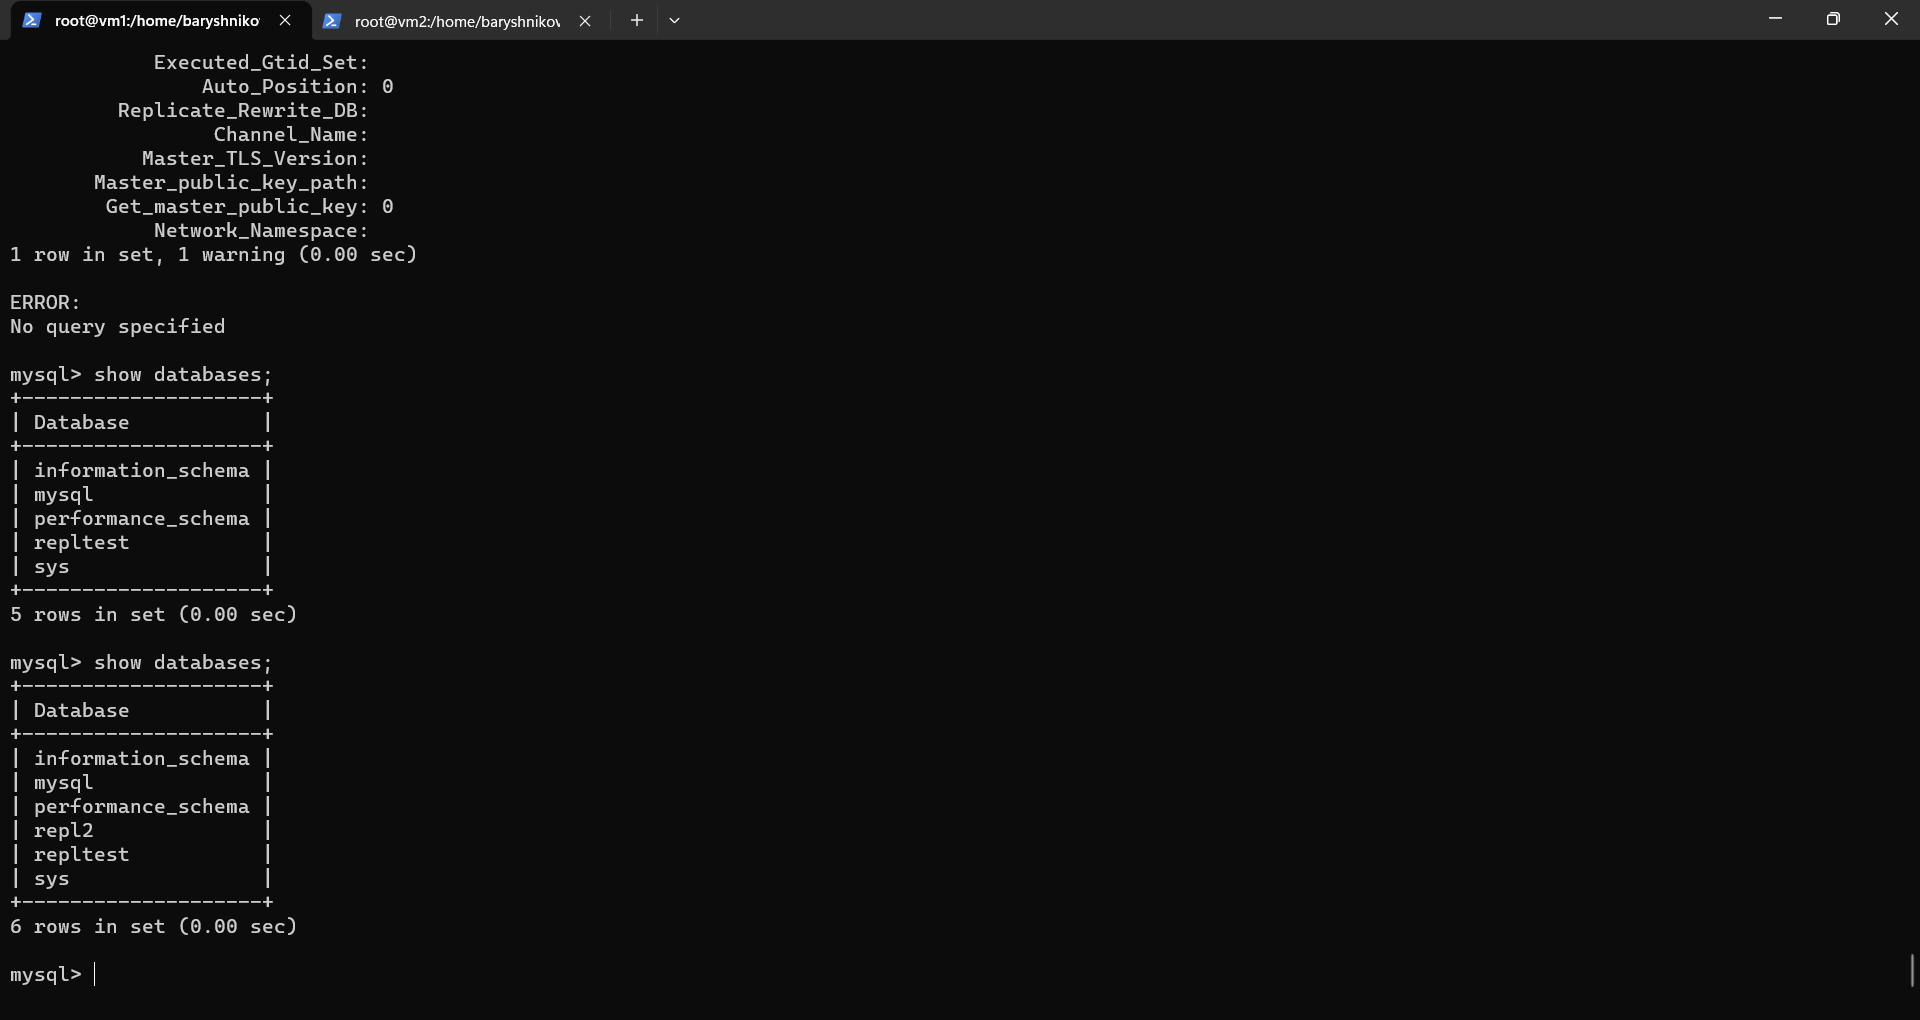 root@vm1:/home/baryshniko
root@vm2:/home/baryshnikov
Executed_Gtid_Set:
Auto_Position: 0
Replicate_Rewrite_DB:
Channel_Name:
Master_TLS_Version:
Master_public_key_path:
Get_master_public_key: 0
Network_Namespace:
1 row in set, 1 warning (0.00 sec)
ERROR:
No query specified
mysql> show databases;
+--------------------+
| Database           |
+--------------------+
| information_schema |
| mysql              |
| performance_schema |
| repltest           |
| sys                |
+--------------------+
5 rows in set (0.00 sec)
mysql> show databases;
+--------------------+
| Database           |
+--------------------+
| information_schema |
| mysql              |
| performance_schema |
| repl2              |
| repltest           |
| sys                |
+--------------------+
6 rows in set (0.00 sec)
mysql>